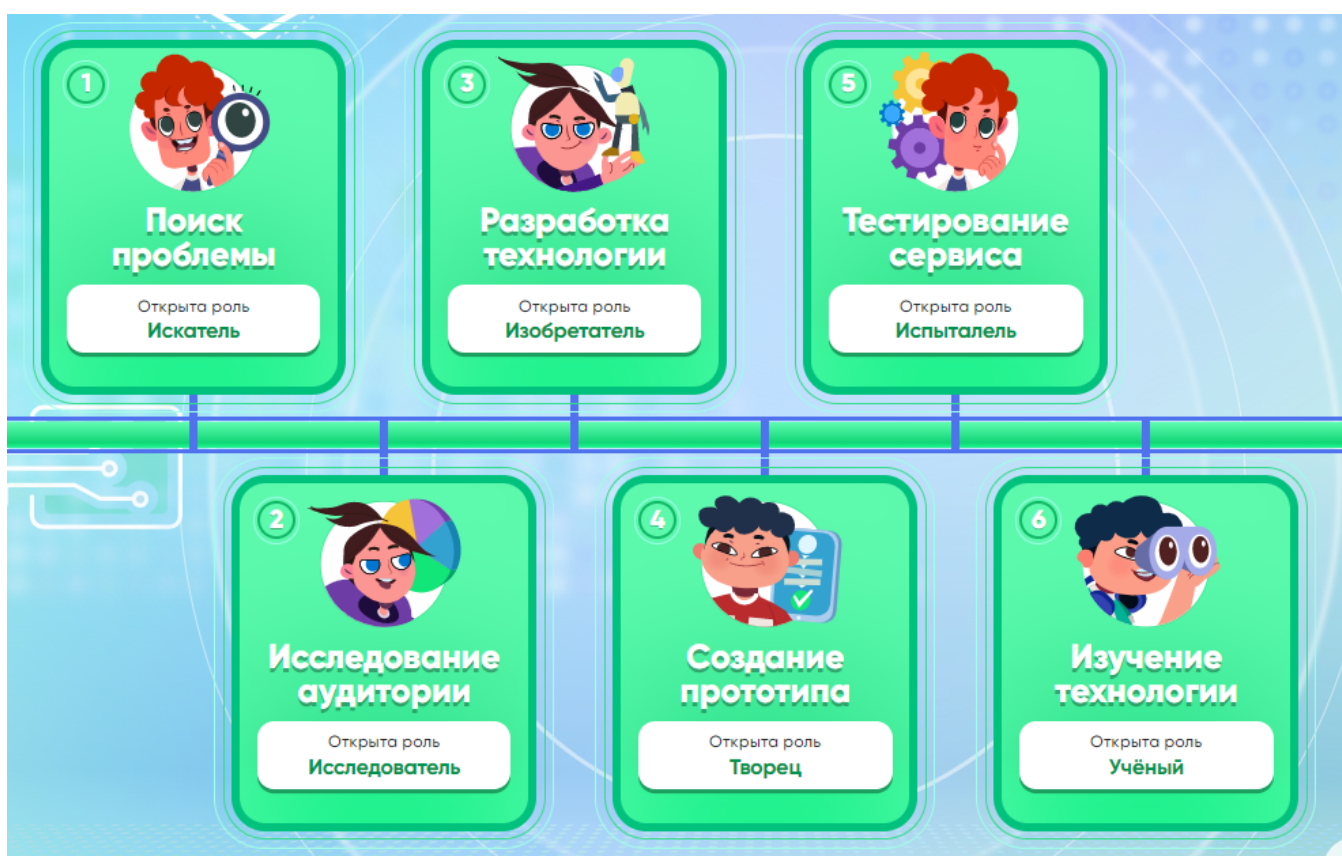 1
Поиск
проблемы
Открыта роль
Искатель
2
Исследование
аудитории
Открыта роль
Исследователь
3
Разработка
технологии
Открыта роль
Изобретатель
4
Создание
прототипа
Открыта роль
Творец
5
Тестирование
сервиса
Открыта роль
Испыталель
6
Изучение
технологии
Открыта роль
Учёный